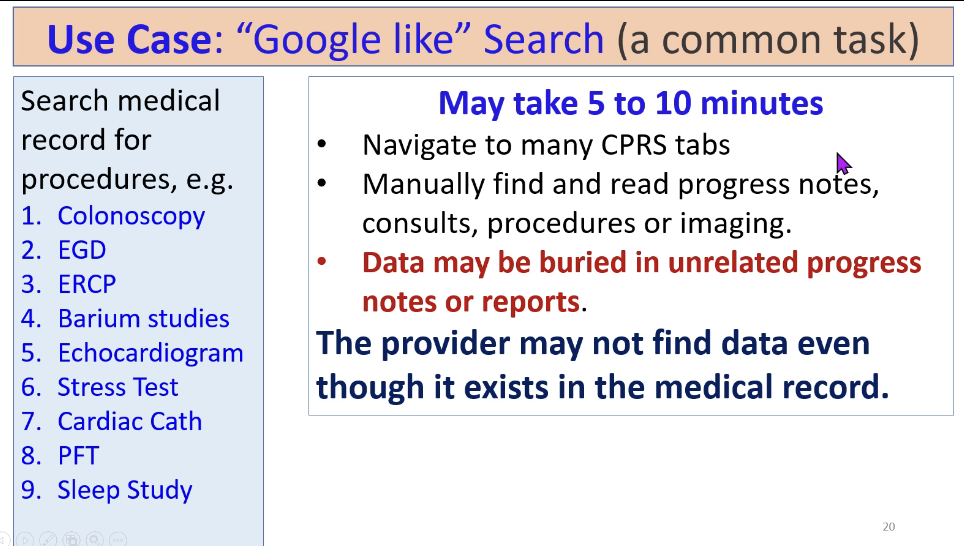 Use Case: “Google like” Search (a common task)
Search medical
record for
procedures, e.g.
1. Colonoscopy
2. EGD
3. ERCP
4. Barium studies
5. Echocardiogram
6. Stress Test
7. Cardiac Cath
8. PFT
9. Sleep Study
May take 5 to 10 minutes
• Navigate to many CPRS tabs
• Manually find and read progress notes,
consults, procedures or imaging.
• Data may be buried in unrelated progress
notes or reports.
The provider may not find data even
though it exists in the medical record.
20